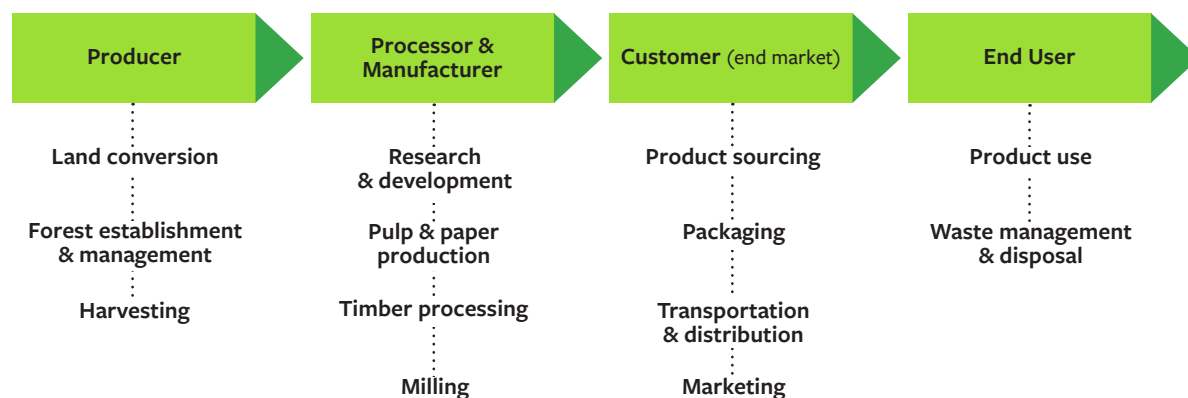 Producer
Land conversion
Forest establishment
& management
Harvesting
Processor &
Manufacturer
Research
& development
Pulp & paper
production
Timber processing
Milling
Customer (end market)
Product sourcing
Packaging
Transportation
& distribution
Marketing
End User
Product use
Waste management
& disposal